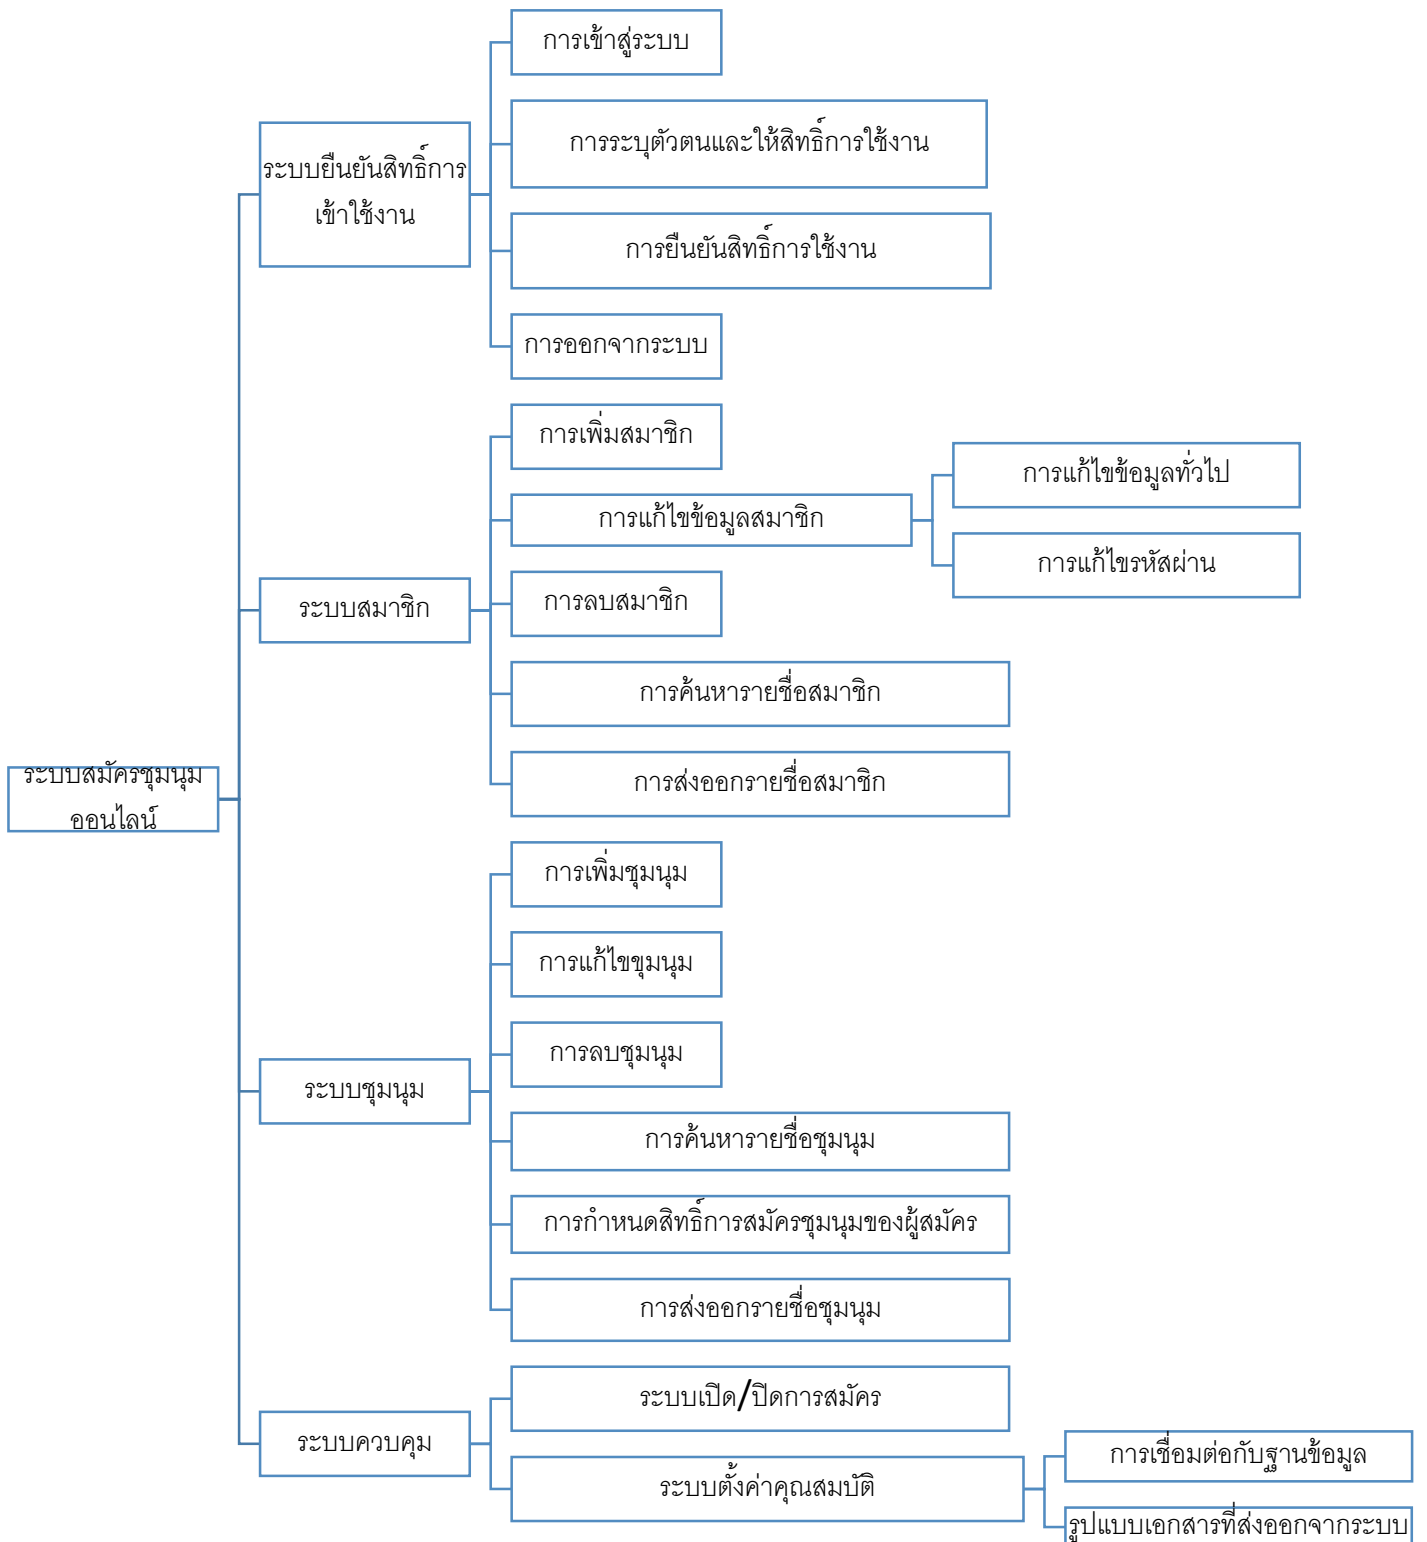 การเข้าสู่ระบบ
การระบุตัวตนและให้สิทธิ์การใช้งาน
ระบบยืนยันสิทธิ์การ
เข้าใช้งาน
การยืนยันสิทธิ์การใช้งาน
การออกจากระบบ
การเพิ่มสมาชิก
การแก้ไขข้อมูลทั่วไป
การแก้ไขข้อมูลสมาชิก
การแก้ไขรหัสผ่าน
ระบบสมาชิก
การลบสมาชิก
การค้นหารายชื่อสมาชิก
การส่งออกรายชื่อสมาชิก
ระบบสมัครชุมนุม
ออนไลน์
การเพิ่มชุมนุม
การแก้ไขชุมนุม
การลบชุมนุม
ระบบชุมนุม
การค้นหารายชื่อชุมนุม
การกำหนดสิทธิ์การสมัครชุมนุมของผู้สมัคร
การส่งออกรายชื่อชุมนุม
ระบบเปิด/ปิดการสมัคร
ระบบควบคุม
การเชื่อมต่อกับฐานข้อมูล
ระบบตั้งค่าคุณสมบัติ
รูปแบบเอกสารที่ส่งออกจากระบบ